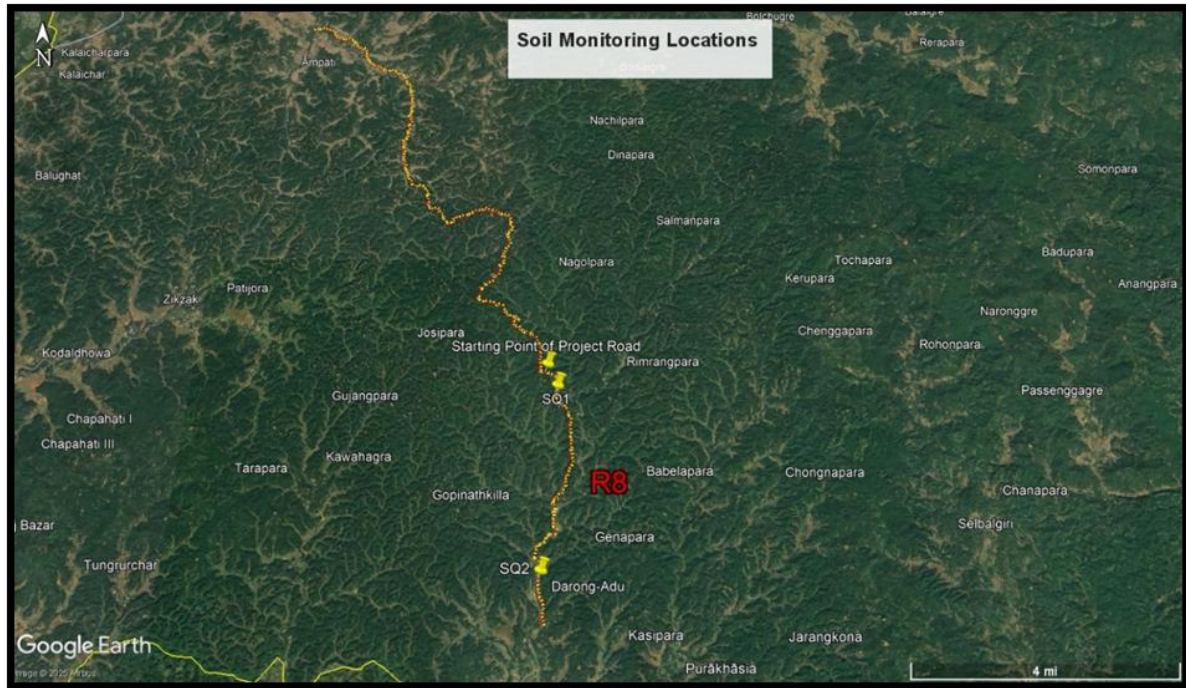 Bolchugre
Balaigre
Soil Monitoring Locations
N
Kalaicharpara
Kalaichar
Ampati
Rerapara
Nachilpara
Dinapara
Balughat
Somonpara
Salmanpara
Badupara
Tochapara
Nagolpara
Kerupara
Anangpara
Patijora
Zikzak
Naronggre
Josipara
Chenggapara
Starting Point of Project Road
Rohonpara
Kodaldhowa
Rimrangpara
Gujangpara
SQ1
Passenggagre
Chapahati I
Chapahati III
Kawahagra
Tarapara
R8
Babelapara
Chongnapara
Gopinathkilla
Chanapara
Bazar
Selbalgiri
Genapara
Tungrurchar
SQ2
Darong-Adu
Kasipara
Jarangkona
Google Earth
Purākhāsia
4 mi